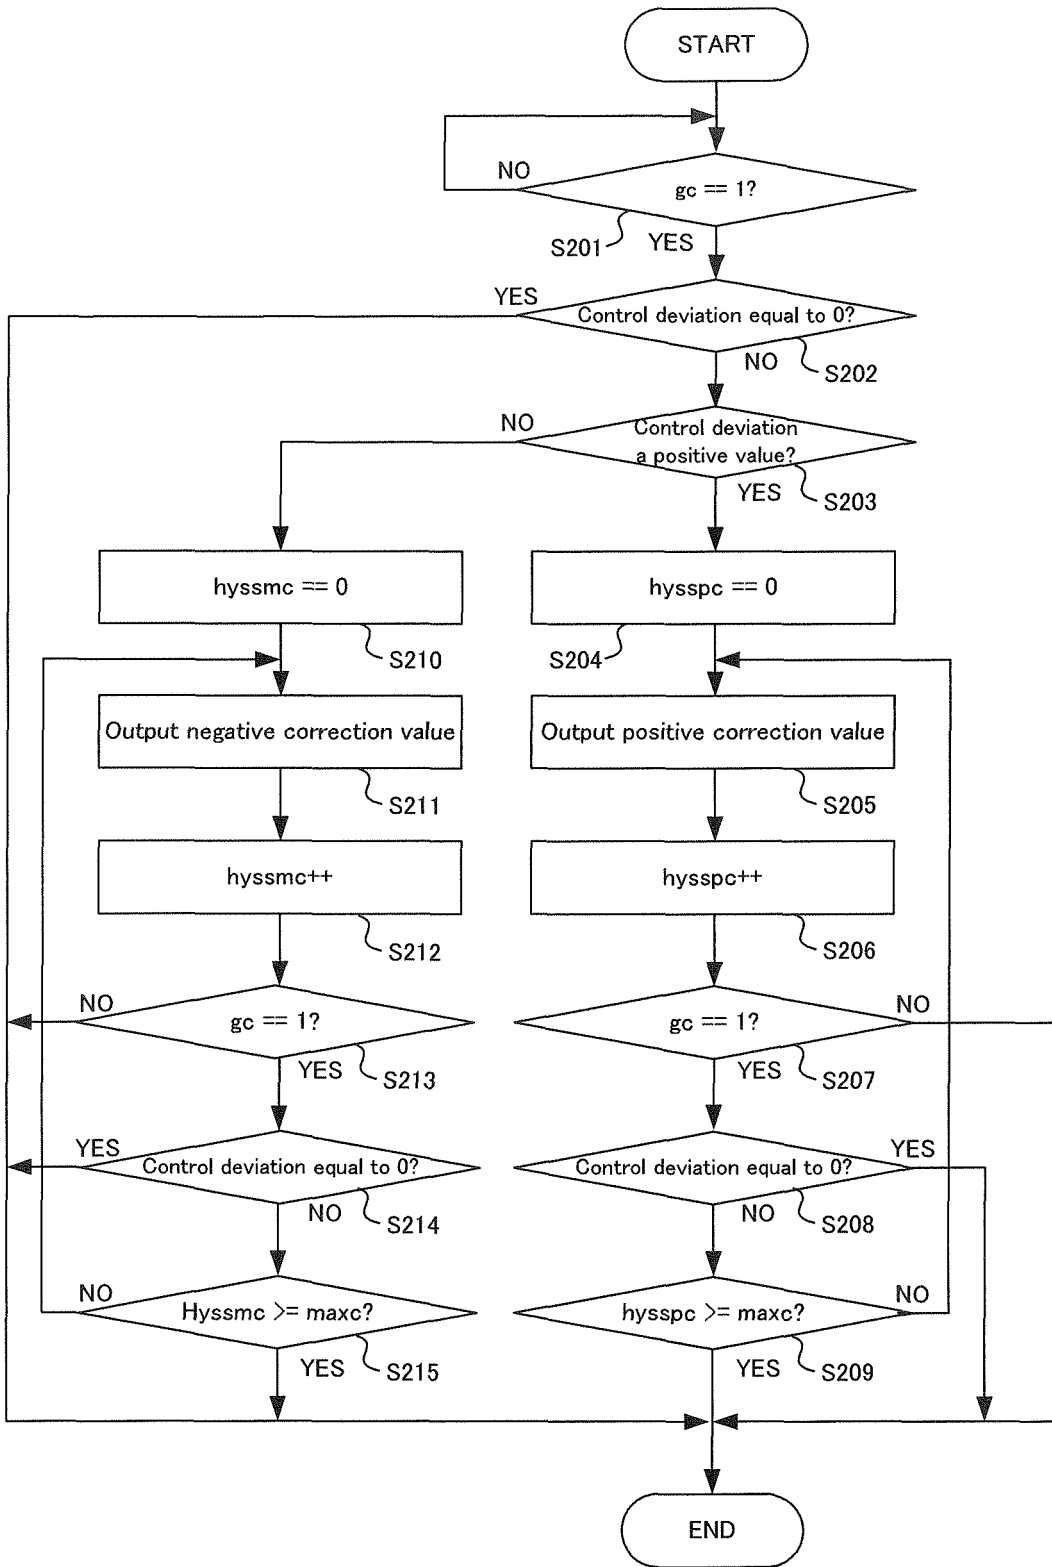 START
NO
gc == 1?
S201
YES
YES
Control deviation equal to 0?
S202
NO
NO
Control deviation
a positive value?
S203
YES
hyssmc == 0
hysspc == 0
S210
S204
Output negative correction value
Output positive correction value
S211
S205
hyssmc++
hysspc++
S212
S206
NO
gc == 1?
gc == 1?
NO
YES
S213
YES
S207
YES
Control deviation equal to 0?
Control deviation equal to 0?
YES
NO
S214
NO
S208
NO
Hyssmc >= maxc?
hysspc >= maxc?
NO
YES
S215
YES
S209
END